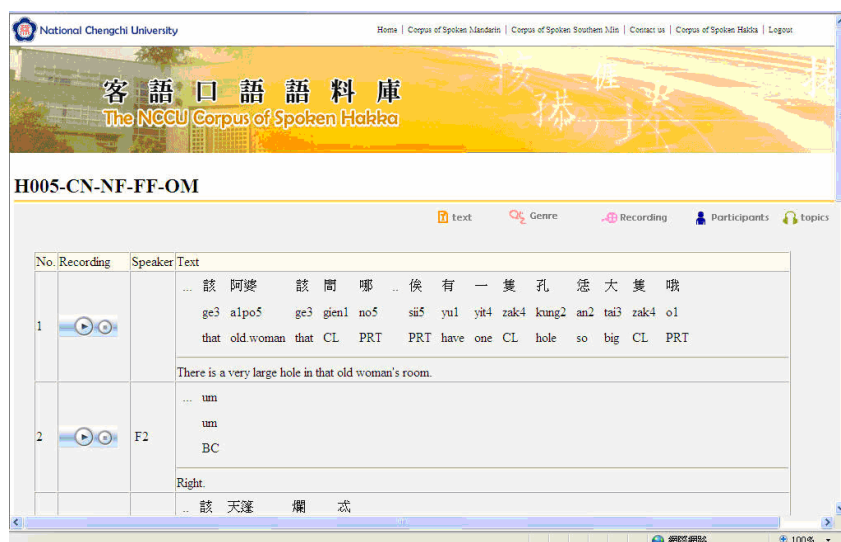 National Chengchi University
Home | Corpus of Spoken Mandarin | Corpus of Spoken Southern Min | Contact us | Corpus of Spoken Hakka | Logout
客語口語語料庫
The NCCU Corpus of Spoken Hakka
H005-CN-NF-FF-OM
text Genre Recording Participants topics
No. Recording Speaker Text
... 該 阿婆 該 間 哪 .. 俟 有 一 隻 孔 恁 大 隻 哦
ge3 a1po5 ge3 gien1 no5 sii5 yu1 yit4 zak4 kung2 an2 tai3 zak4 o1
1
that old.woman that CL PRT PRT have one CL hole so big CL PRT
There is a very large hole in that old woman's room.
... um
um
2 F2
BC
Right.
.. 該 天篷 爛 忒
100%